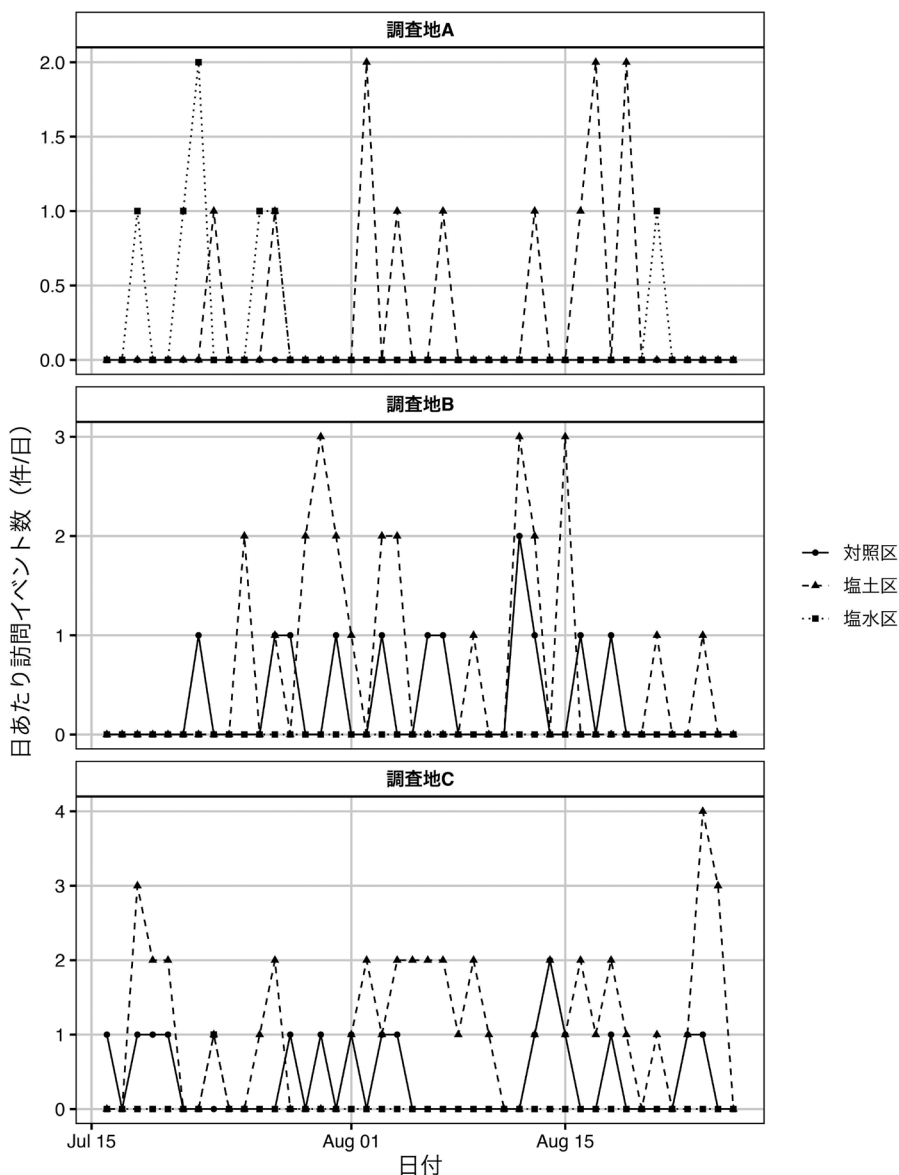 調査地A
2.0
1.5
1.0
0.5
0.0
調査地B
3
2
1
0
調査地C
4
3
2
1
0
Jul 15
Aug 01
Aug 15
日付
日あたり訪問イベント数（件/日）
対照区
塩土区
塩水区